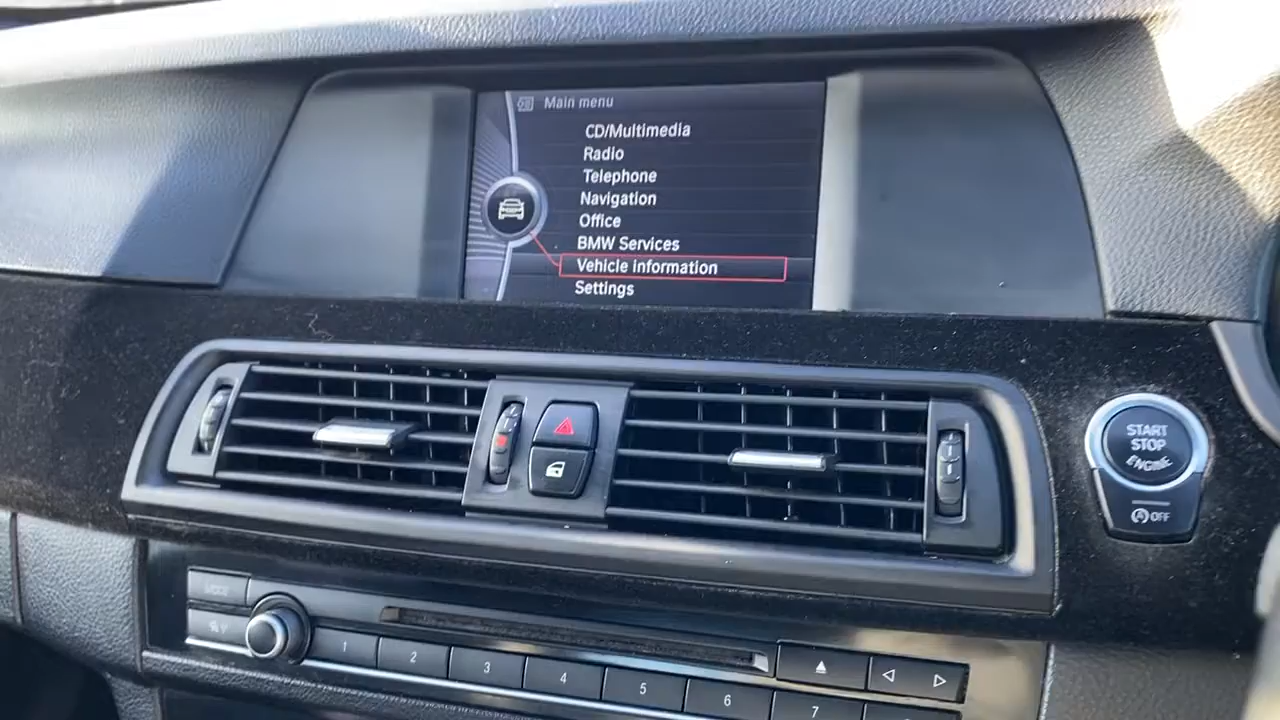 Main menu
CD/Multimedia
Radio
Telephone
Navigation
Office
BMW Services
Vehicle information
Settings
START
STOP
ENGINE
A OFF
1
2
3
4
5
6
7